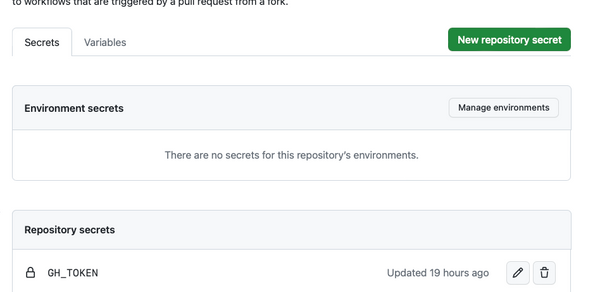 to workflows that are triggered by a pull request from a fork.
Secrets
Variables
New repository secret
Environment secrets
Manage environments
There are no secrets for this repository's environments.
Repository secrets
GH_TOKEN
Updated 19 hours ago